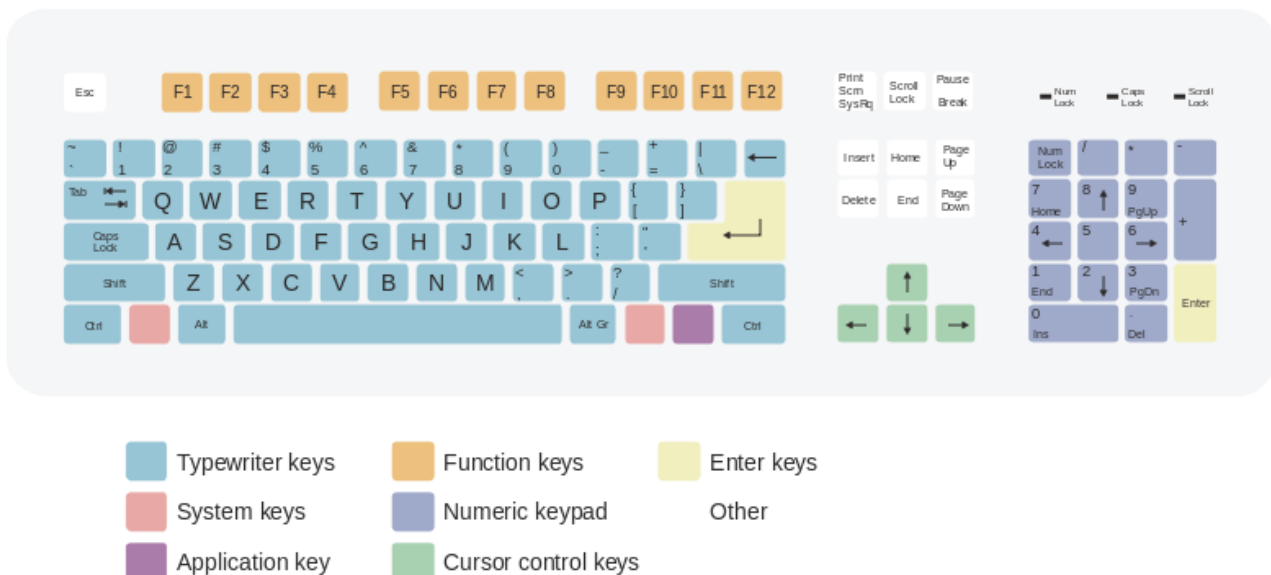 Esc F1 F2 F3 F4 F5 F6 F7 F8 F9 F10 F11 F12
Print Scrn SysRq
Scroll Lock
Pause Break
Num Lock
Caps Lock
Scroll Lock
~ ! @ # $ % ^ & * ( ) _ + |
` 1 2 3 4 5 6 7 8 9 0 - = \ ←
Insert Home Page Up
Num Lock / * -
Tab Q W E R T Y U I O P { [ } ]
Delete End Page Down
7 Home 8 ↑ 9 PgUp +
Caps Lock A S D F G H J K L : ; " .
4 ← 5 6 →
Shift Z X C V B N M < , > . ? / Shift
↑
1 End 2 ↓ 3 PgDn Enter
Ctrl Alt Alt Gr Ctrl
← ↓ →
0 Ins . Del
Typewriter keys Function keys Enter keys
System keys Numeric keypad Other
Application key Cursor control keys